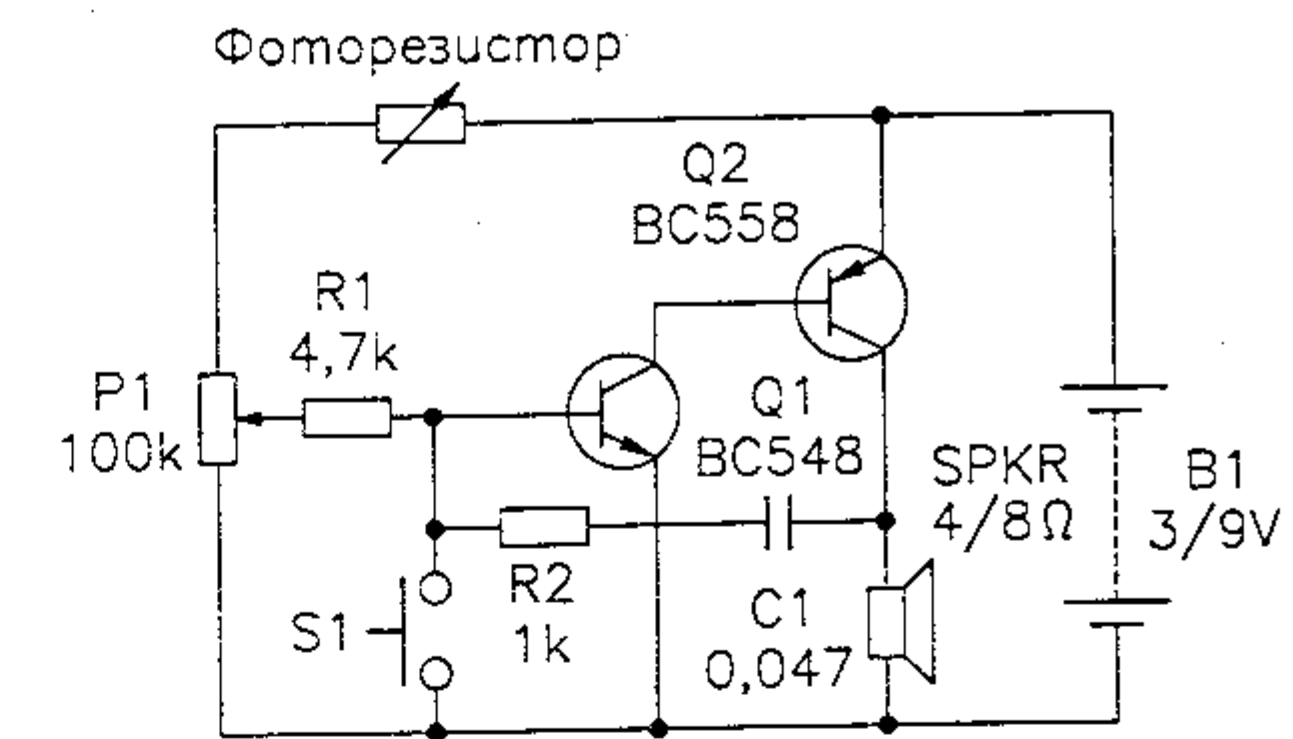 Фоторезистор
Q2
BC558
R1
4,7k
P1
100k
Q1
BC548
SPKR
4/8Ω
B1
3/9V
R2
1k
C1
0,047
S1